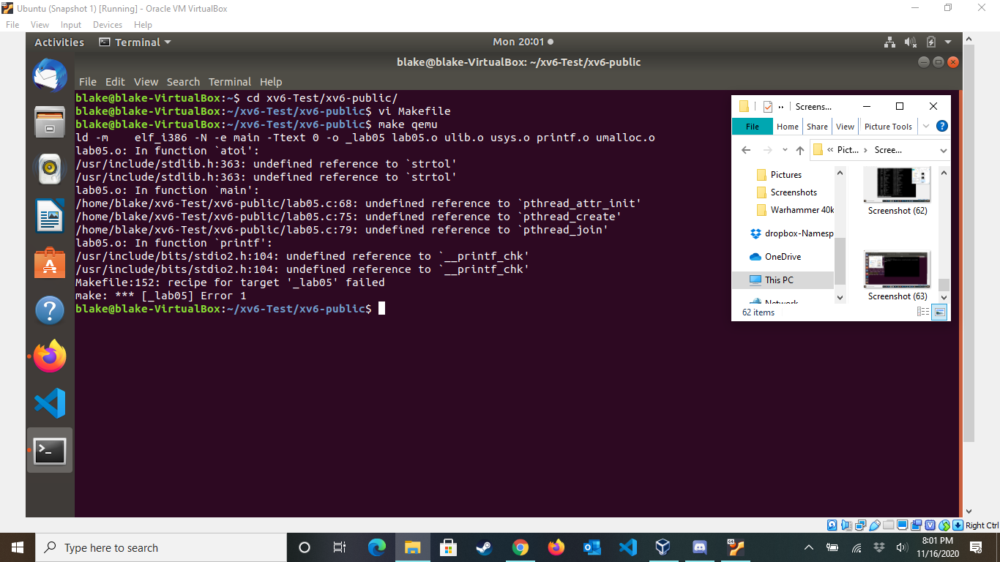 Ubuntu (Snapshot 1) [Running] - Oracle VM VirtualBox
File View Input Devices Help
Activities Terminal Mon 20:01
blake@blake-VirtualBox: ~/xv6-Test/xv6-public
File Edit View Search Terminal Help
blake@blake-VirtualBox:~$ cd xv6-Test/xv6-public/
blake@blake-VirtualBox:~/xv6-Test/xv6-public$ vi Makefile
blake@blake-VirtualBox:~/xv6-Test/xv6-public$ make qemu
ld -m    elf_i386 -N -e main -Ttext 0 -o _lab05 lab05.o ulib.o usys.o printf.o umalloc.o
lab05.o: In function `atoi':
/usr/include/stdlib.h:363: undefined reference to `strtol'
/usr/include/stdlib.h:363: undefined reference to `strtol'
lab05.o: In function `main':
/home/blake/xv6-Test/xv6-public/lab05.c:68: undefined reference to `pthread_attr_init'
/home/blake/xv6-Test/xv6-public/lab05.c:75: undefined reference to `pthread_create'
/home/blake/xv6-Test/xv6-public/lab05.c:79: undefined reference to `pthread_join'
lab05.o: In function `printf':
/usr/include/bits/stdio2.h:104: undefined reference to `__printf_chk'
/usr/include/bits/stdio2.h:104: undefined reference to `__printf_chk'
Makefile:152: recipe for target '_lab05' failed
make: *** [_lab05] Error 1
blake@blake-VirtualBox:~/xv6-Test/xv6-public$
Screens...
File Home Share View Picture Tools
« Pict... > Scree...
Pictures
Screenshots
Warhammer 40k
dropbox-Namesp
OneDrive
This PC
Network
Screenshot (62)
Screenshot (63)
62 items
Right Ctrl
Type here to search
8:01 PM
11/16/2020